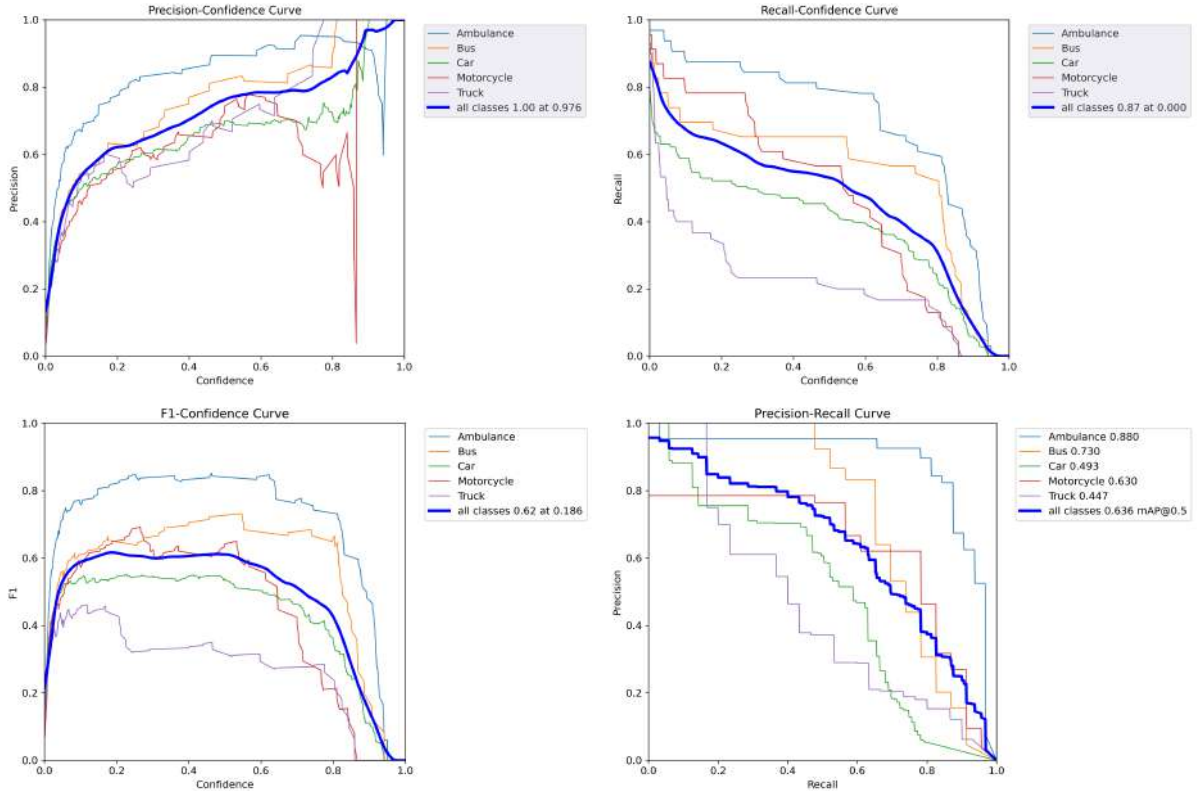 Precision-Confidence Curve
1.0
0.8
0.6
0.4
0.2
0.0
Precision
0.0 0.2 0.4 0.6 0.8 1.0
Confidence
Ambulance
Bus
Car
Motorcycle
Truck
all classes 1.00 at 0.976
Recall-Confidence Curve
1.0
0.8
0.6
0.4
0.2
0.0
Recall
0.0 0.2 0.4 0.6 0.8 1.0
Confidence
Ambulance
Bus
Car
Motorcycle
Truck
all classes 0.87 at 0.000
F1-Confidence Curve
1.0
0.8
0.6
0.4
0.2
0.0
F1
0.0 0.2 0.4 0.6 0.8 1.0
Confidence
Ambulance
Bus
Car
Motorcycle
Truck
all classes 0.62 at 0.186
Precision-Recall Curve
1.0
0.8
0.6
0.4
0.2
0.0
Precision
0.0 0.2 0.4 0.6 0.8 1.0
Recall
Ambulance 0.880
Bus 0.730
Car 0.493
Motorcycle 0.630
Truck 0.447
all classes 0.636 mAP@0.5